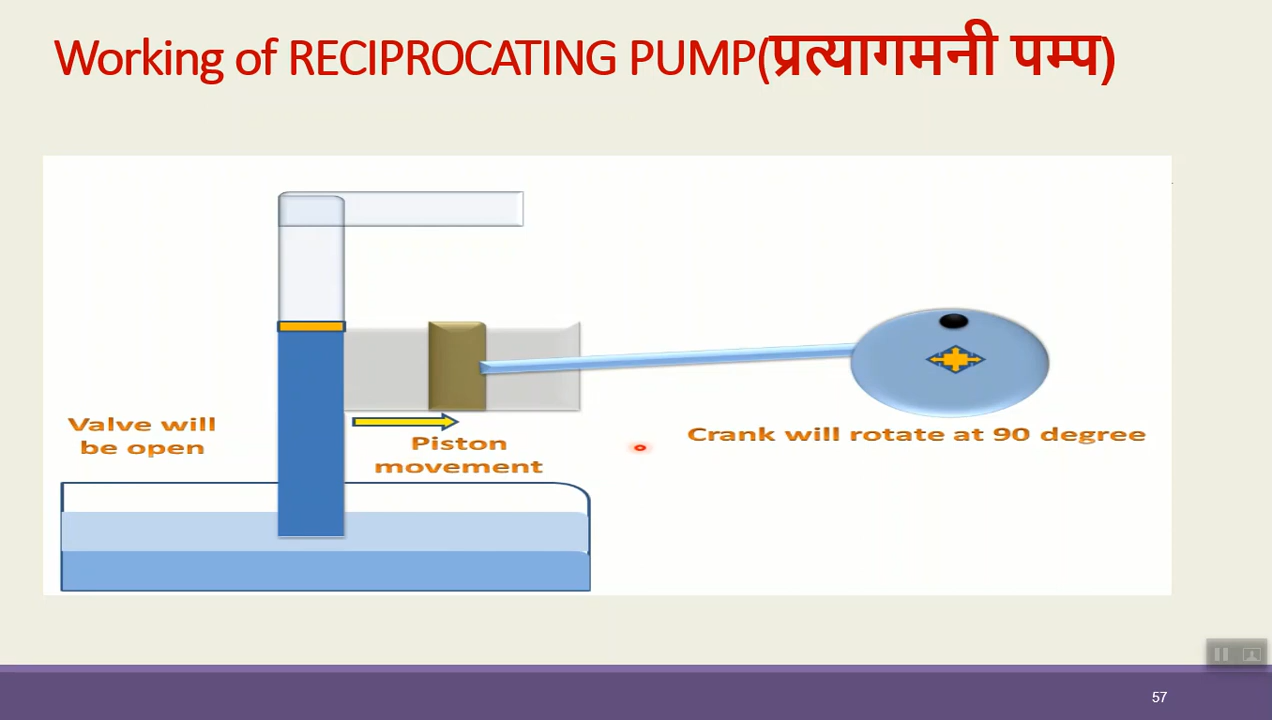 Working of RECIPROCATING PUMP(प्रत्यागमनी पम्प)
Valve will
be open
Piston
movement
Crank will rotate at 90 degree
57